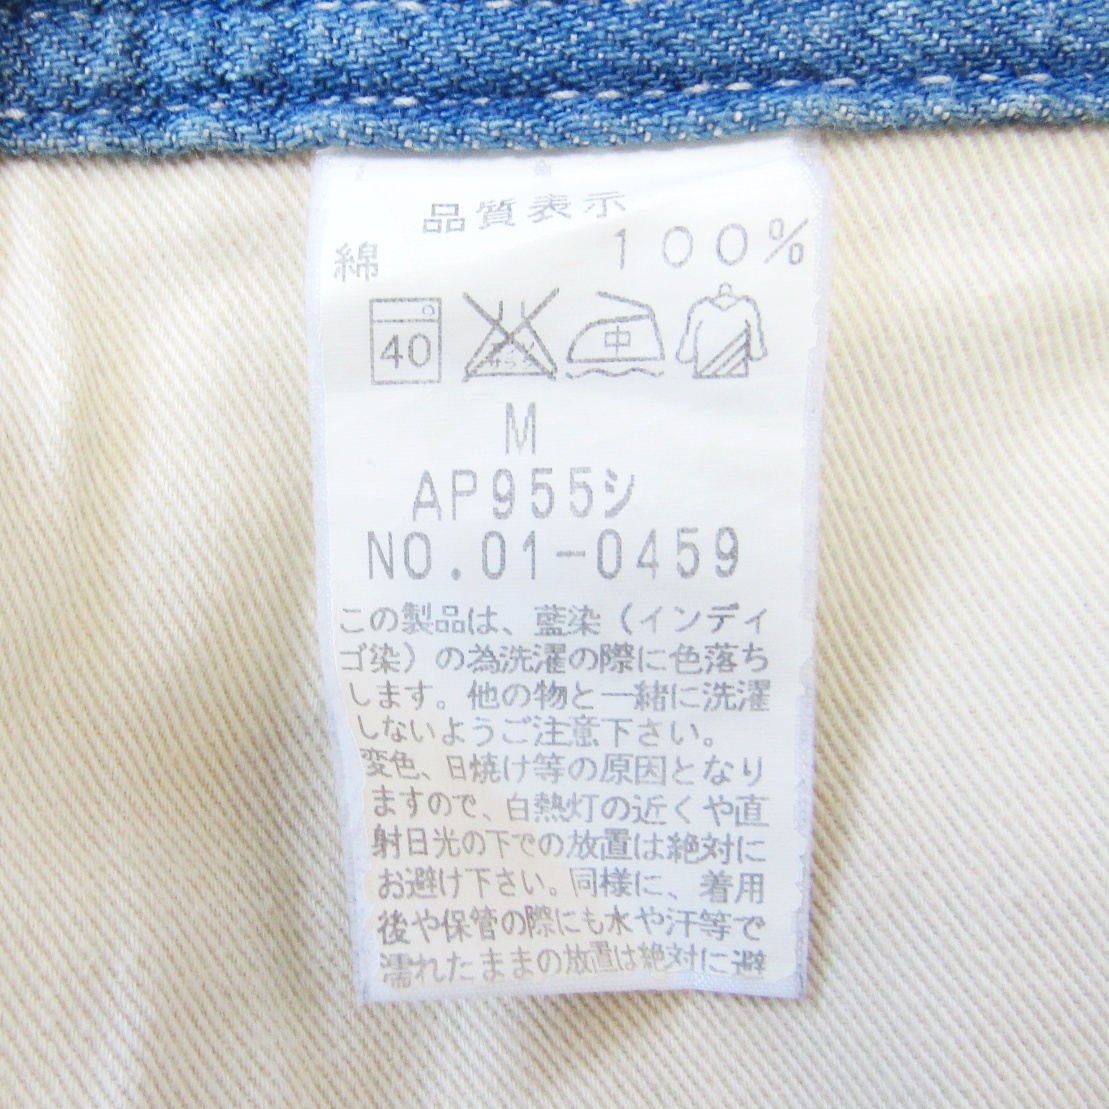 品質表示
綿 100%
40 中
M
AP955シ
NO.01-0459
この製品は、藍染(インディ
ゴ染)の為洗濯の際に色落ち
します。他の物と一緒に洗濯
しないようご注意下さい。
変色、日焼け等の原因となり
ますので、白熱灯の近くや直
射日光の下での放置は絶対に
お避け下さい。同様に、着用
後や保管の際にも水や汗等で
濡れたままの放置は絶対に避